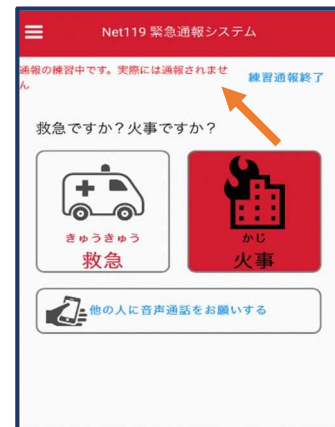 Net119 緊急通報システム
通報の練習中です。実際には通報されませ
ん
練習通報終了
救急ですか？火事ですか？
きゅうきゅう
救急
かじ
火事
他の人に音声通話をお願いする